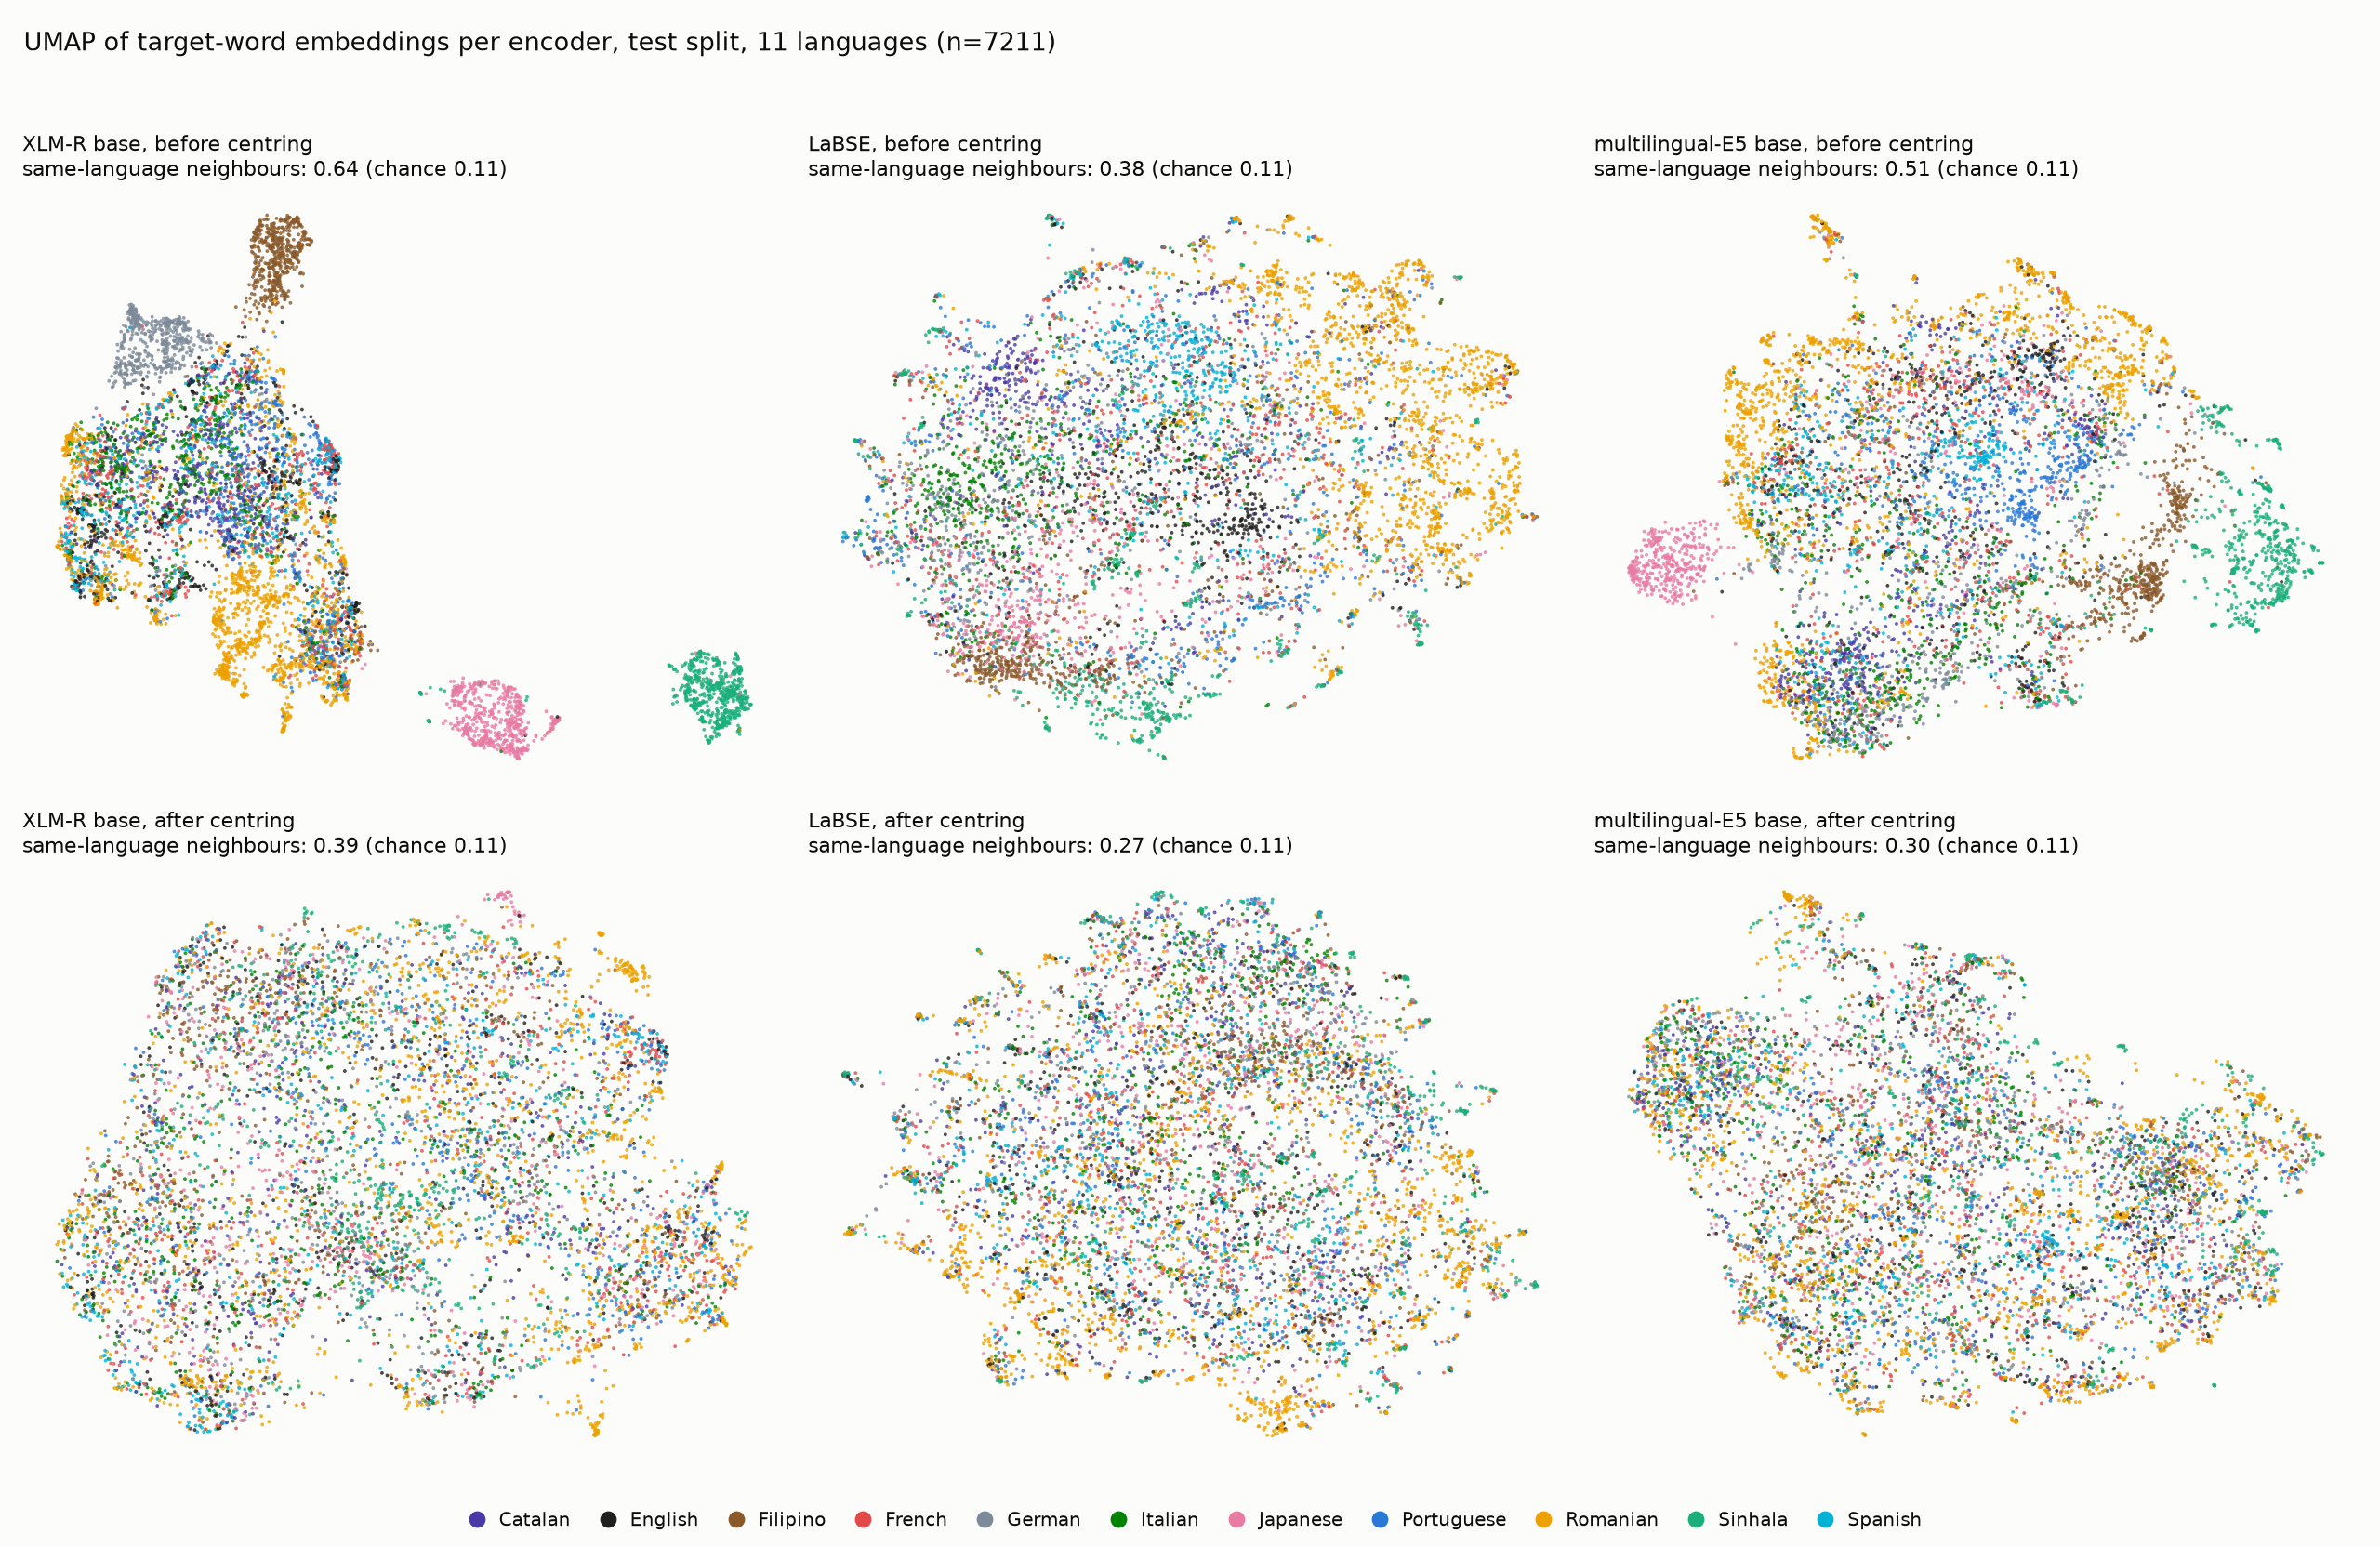 UMAP of target-word embeddings per encoder, test split, 11 languages (n=7211)
XLM-R base, before centring
same-language neighbours: 0.64 (chance 0.11)
LaBSE, before centring
same-language neighbours: 0.38 (chance 0.11)
multilingual-E5 base, before centring
same-language neighbours: 0.51 (chance 0.11)
XLM-R base, after centring
same-language neighbours: 0.39 (chance 0.11)
LaBSE, after centring
same-language neighbours: 0.27 (chance 0.11)
multilingual-E5 base, after centring
same-language neighbours: 0.30 (chance 0.11)
Catalan English Filipino French German Italian Japanese Portuguese Romanian Sinhala Spanish